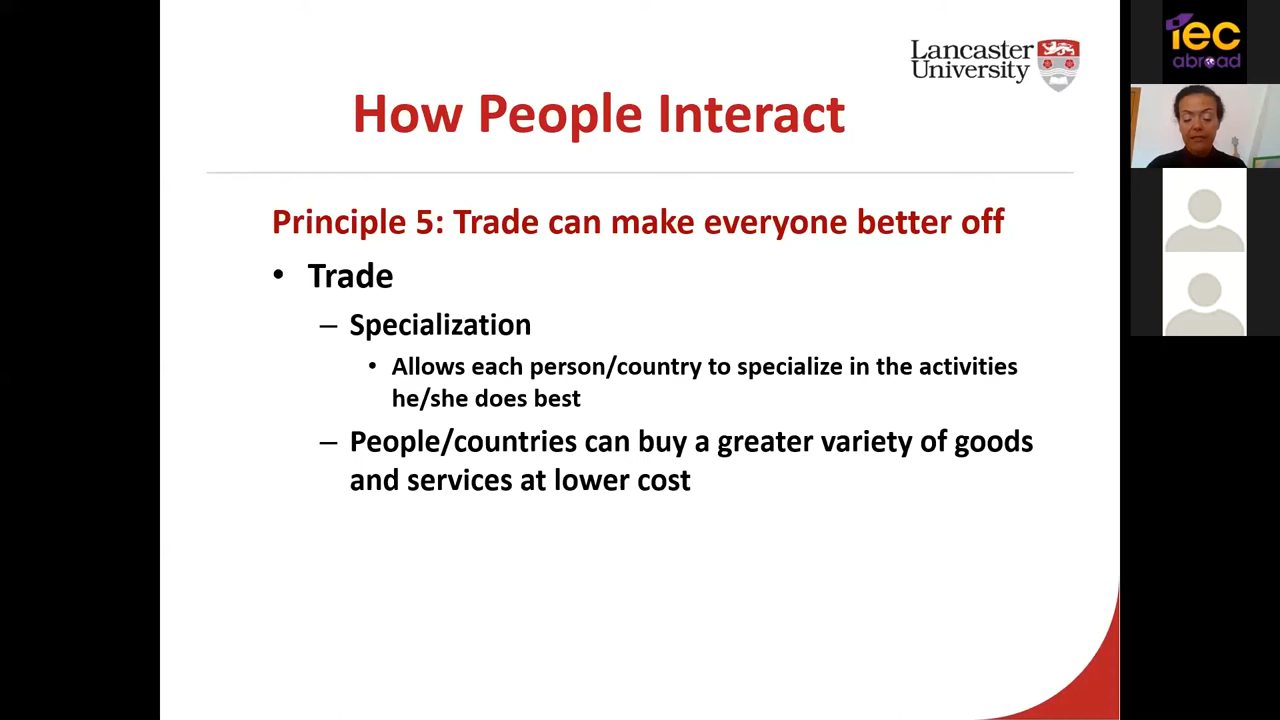 Lancaster
University
How People Interact
Principle 5: Trade can make everyone better off
• Trade
– Specialization
• Allows each person/country to specialize in the activities
he/she does best
– People/countries can buy a greater variety of goods
and services at lower cost
iec
abroad